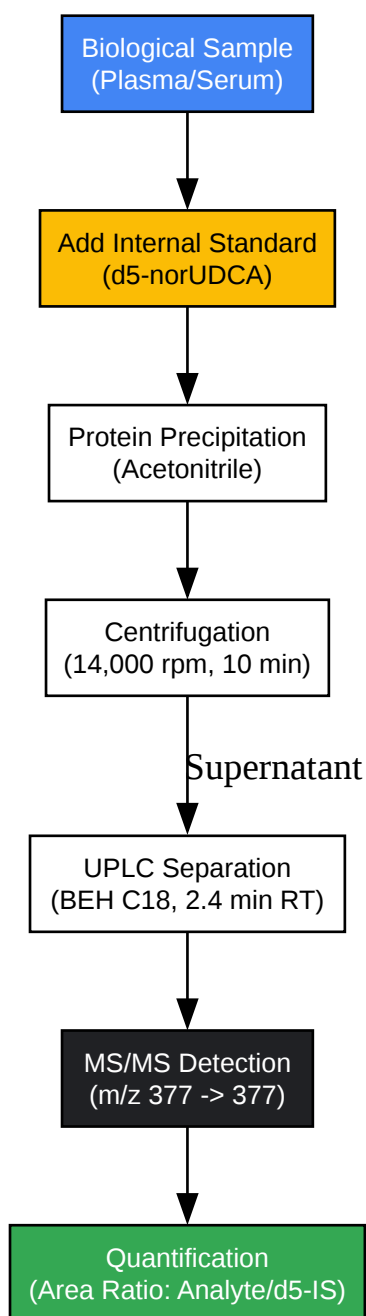 Biological Sample
(Plasma/Serum)
Add Internal Standard
(d5-norUDCA)
Protein Precipitation
(Acetonitrile)
Centrifugation
(14,000 rpm, 10 min)
Supernatant
UPLC Separation
(BEH C18, 2.4 min RT)
MS/MS Detection
(m/z 377 -> 377)
Quantification
(Area Ratio: Analyte/d5-IS)